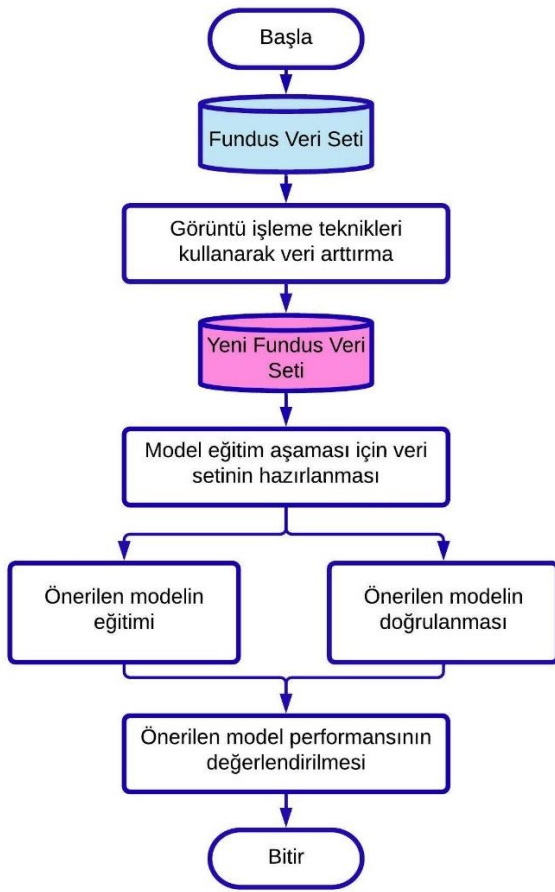 Başla
Fundus Veri Seti
Görüntü işleme teknikleri
kullanarak veri arttırma
Yeni Fundus Veri
Seti
Model eğitim aşaması için veri
setinin hazırlanması
Önerilen modelin
eğitimi
Önerilen modelin
doğrulanması
Önerilen model performansının
değerlendirilmesi
Bitir